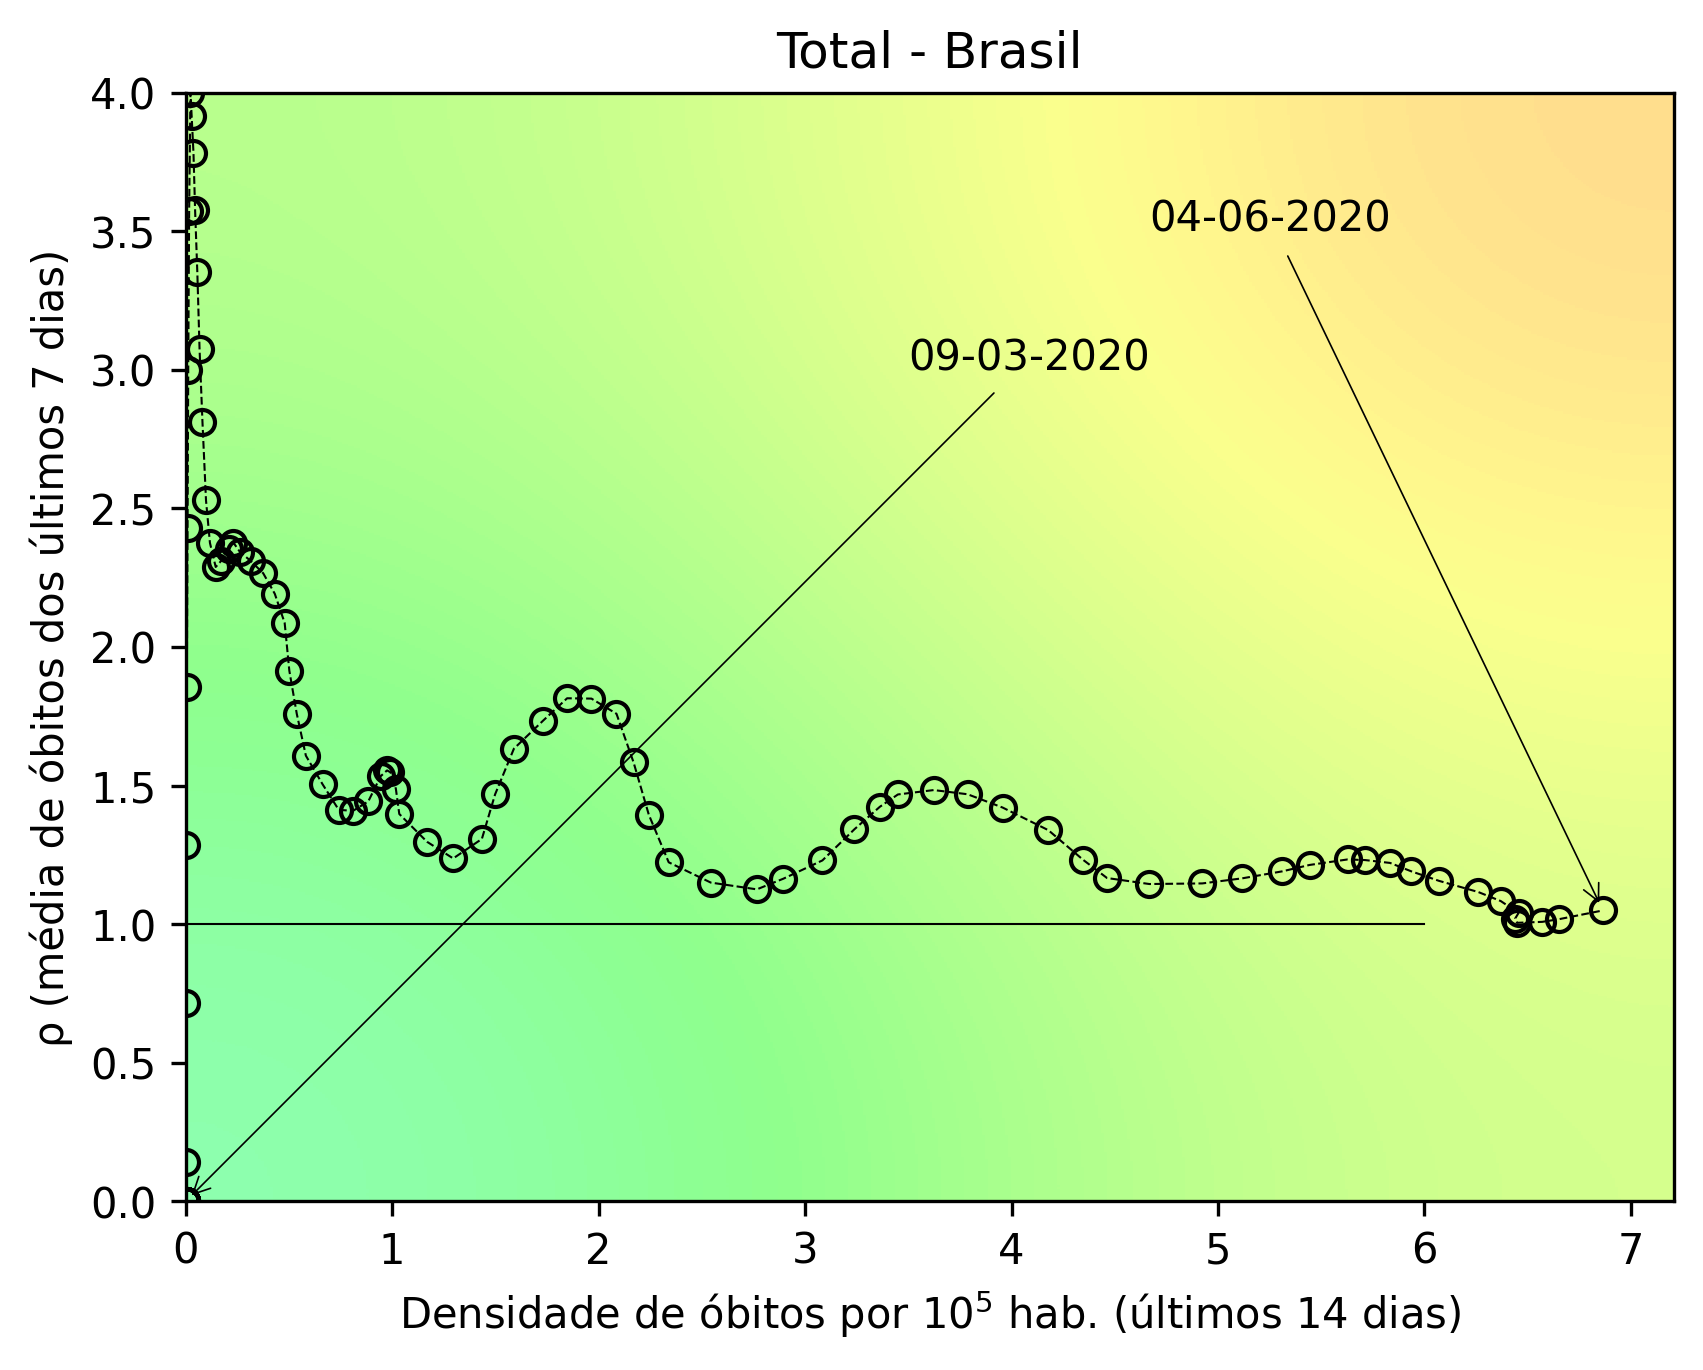 Total - Brasil
4.0
3.5
3.0
2.5
2.0
1.5
1.0
0.5
0.0
ρ (média de óbitos dos últimos 7 dias)
04-06-2020
09-03-2020
0 1 2 3 4 5 6 7
Densidade de óbitos por 10⁵ hab. (últimos 14 dias)